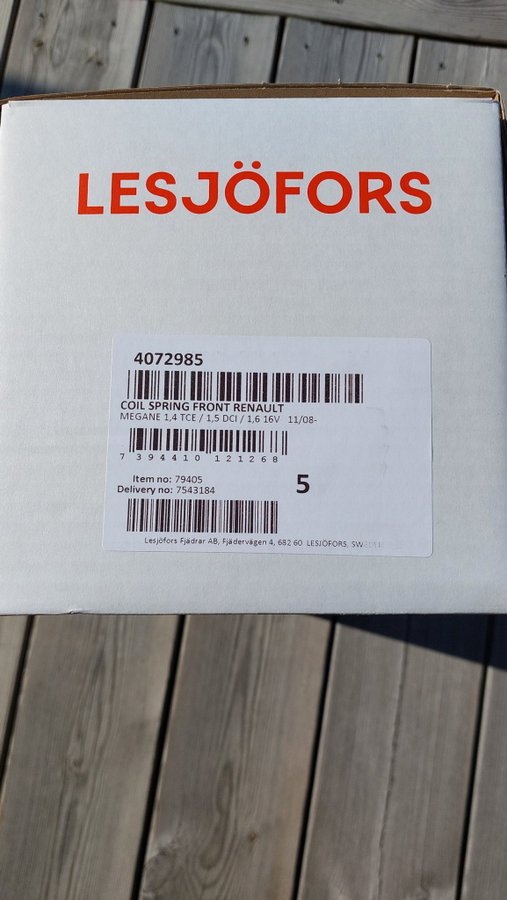 LESJÖFORS
4072985
COIL SPRING FRONT RENAULT
MEGANE 1,4 TCE / 1,5 DCI / 1,6 16V 11/08-
7 394410 121268
Item no: 79405
5
Delivery no: 7543184
Lesjöfors Fjädrar AB, Fjädervägen 4, 682 60 LESJÖFORS, SWEDEN